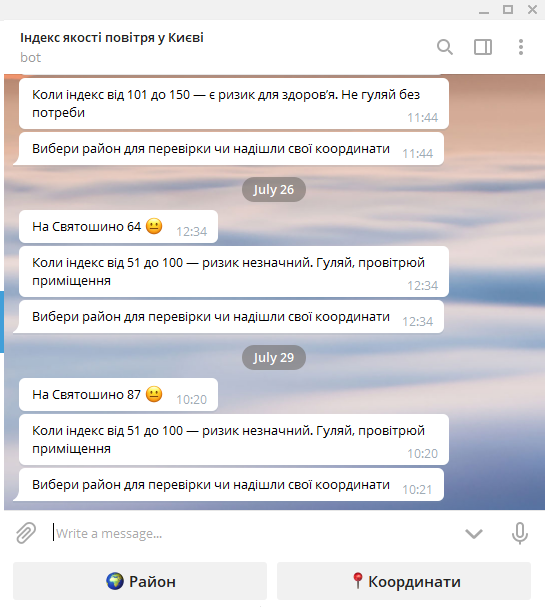 Індекс якості повітря у Києві
bot
Коли індекс від 101 до 150 — є ризик для здоров’я. Не гуляй без
потреби
11:44
Вибери район для перевірки чи надішли свої координати
11:44
July 26
На Святошино 64 😐
12:34
Коли індекс від 51 до 100 — ризик незначний. Гуляй, провітрюй
приміщення
12:34
Вибери район для перевірки чи надішли свої координати
12:34
July 29
На Святошино 87 😐
10:20
Коли індекс від 51 до 100 — ризик незначний. Гуляй, провітрюй
приміщення
10:20
Вибери район для перевірки чи надішли свої координати
10:21
Write a message...
🌍 Район
📍 Координати